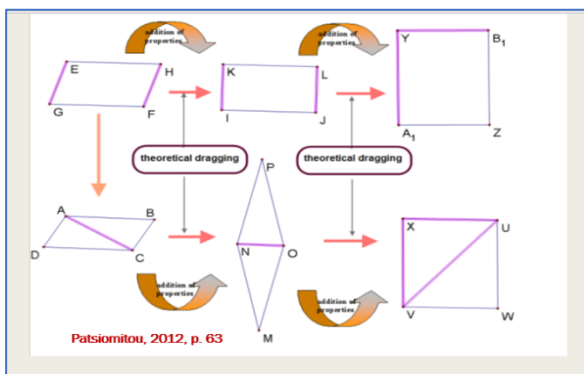 addition of
properties
addition of
properties
E
H
K
L
Y
B1
G
F
I
J
A1
Z
theoretical dragging
theoretical dragging
P
A
B
X
U
D
C
N
O
V
W
addition of
properties
addition of
properties
M
Patsiomitou, 2012, p. 63